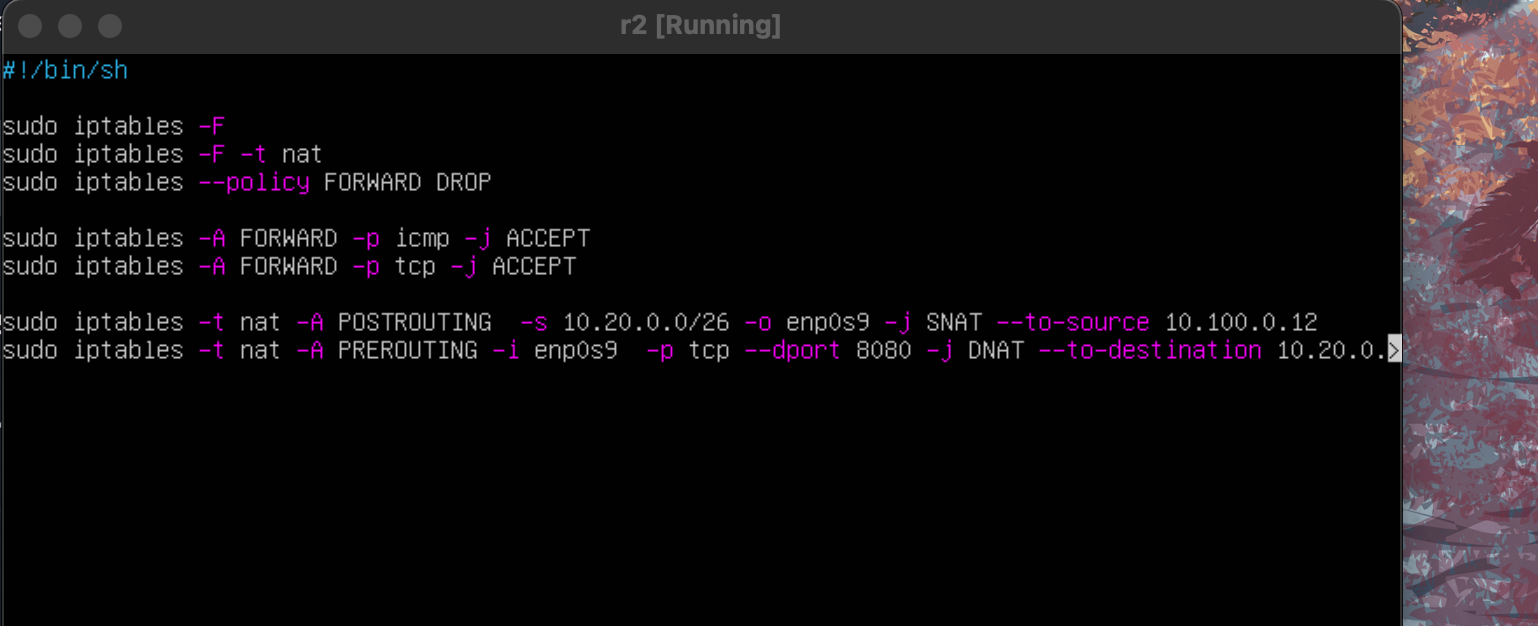 r2 [Running]
#!/bin/sh
sudo iptables -F
sudo iptables -F -t nat
sudo iptables --policy FORWARD DROP
sudo iptables -A FORWARD -p icmp -j ACCEPT
sudo iptables -A FORWARD -p tcp -j ACCEPT
sudo iptables -t nat -A POSTROUTING  -s 10.20.0.0/26 -o enp0s9 -j SNAT --to-source 10.100.0.12
sudo iptables -t nat -A PREROUTING -i enp0s9  -p tcp --dport 8080 -j DNAT --to-destination 10.20.0.>